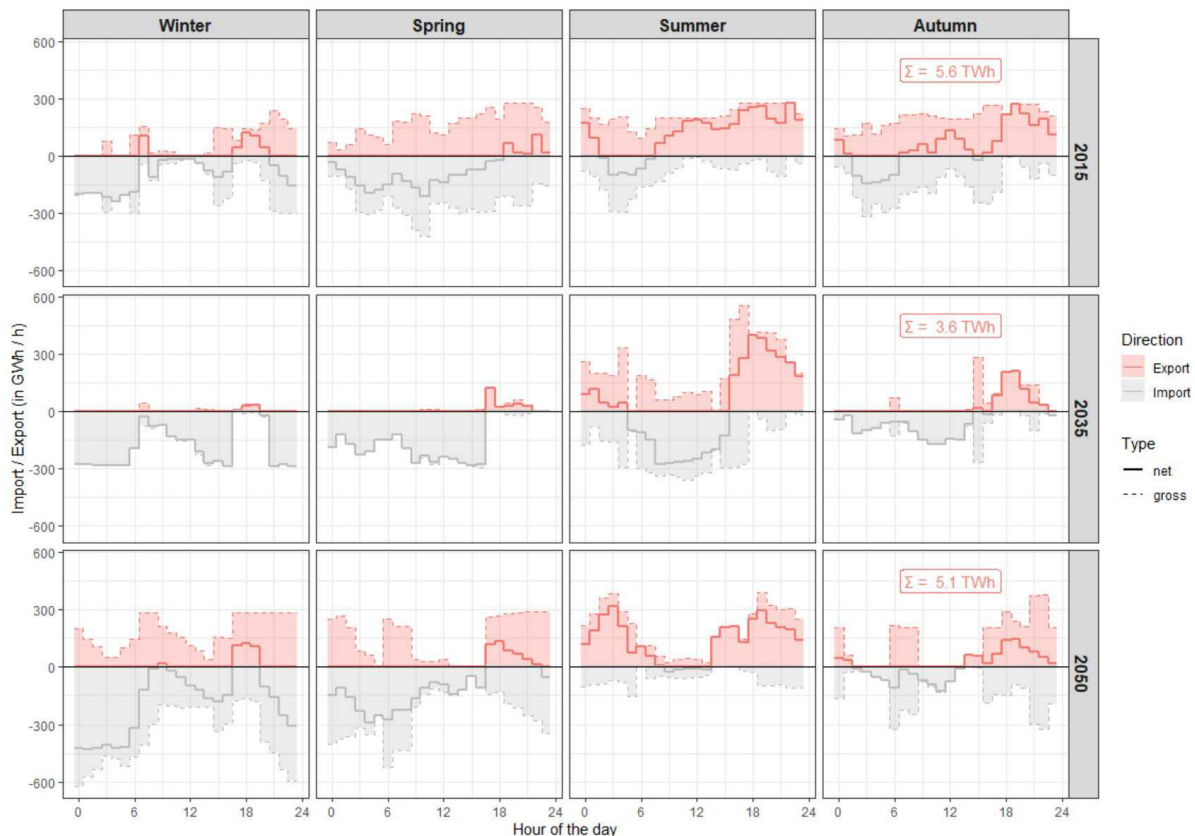 Winter
Spring
Summer
Autumn
600
300
0
-300
-600
Σ = 5.6 TWh
2015
600
300
0
-300
-600
Σ = 3.6 TWh
2035
600
300
0
-300
-600
Σ = 5.1 TWh
2050
Import / Export (in GWh / h)
0 6 12 18 24
0 6 12 18 24
0 6 12 18 24
0 6 12 18 24
Hour of the day
Direction
Export
Import
Type
net
gross